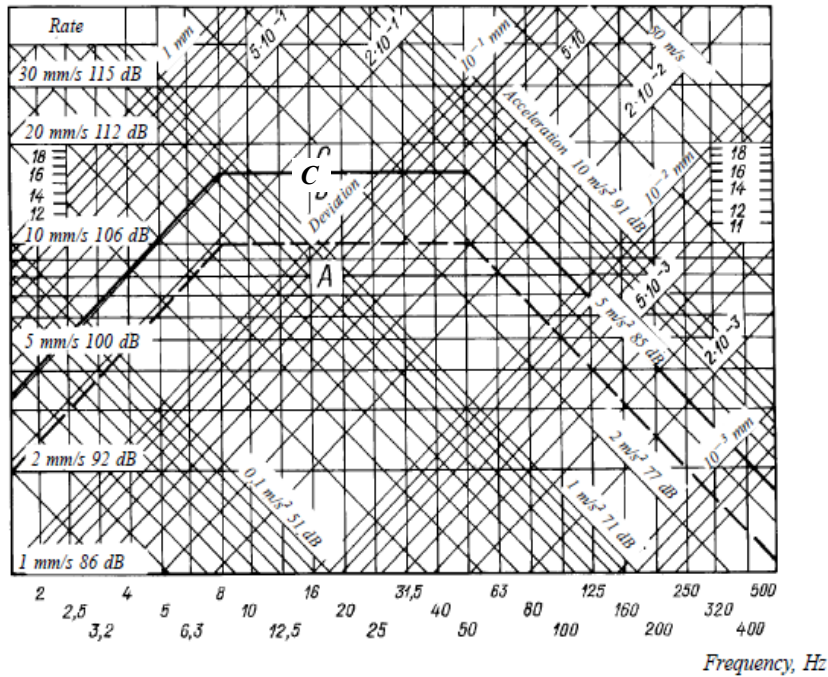 Rate
1 mm
5·10⁻¹
2·10⁻¹
10⁻¹ mm
5·10
50 m/s
30 mm/s 115 dB
2·10⁻²
Acceleration 10 m/s² 91 dB
20 mm/s 112 dB
18
16
14
12
18
16
14
12
11
10⁻² mm
C
Deviation
10 mm/s 106 dB
A
5·10⁻³
5 mm/s 100 dB
5 m/s² 85 dB
2·10⁻³
2 mm/s 92 dB
0,1 m/s² 51 dB
1 m/s² 71 dB
2 m/s² 77 dB
10⁻³ mm
1 mm/s 86 dB
2 4 8 16 31,5 63 125 250 500
2,5 5 10 20 40 80 160 320
3,2 6,3 12,5 25 50 100 200 400
Frequency, Hz